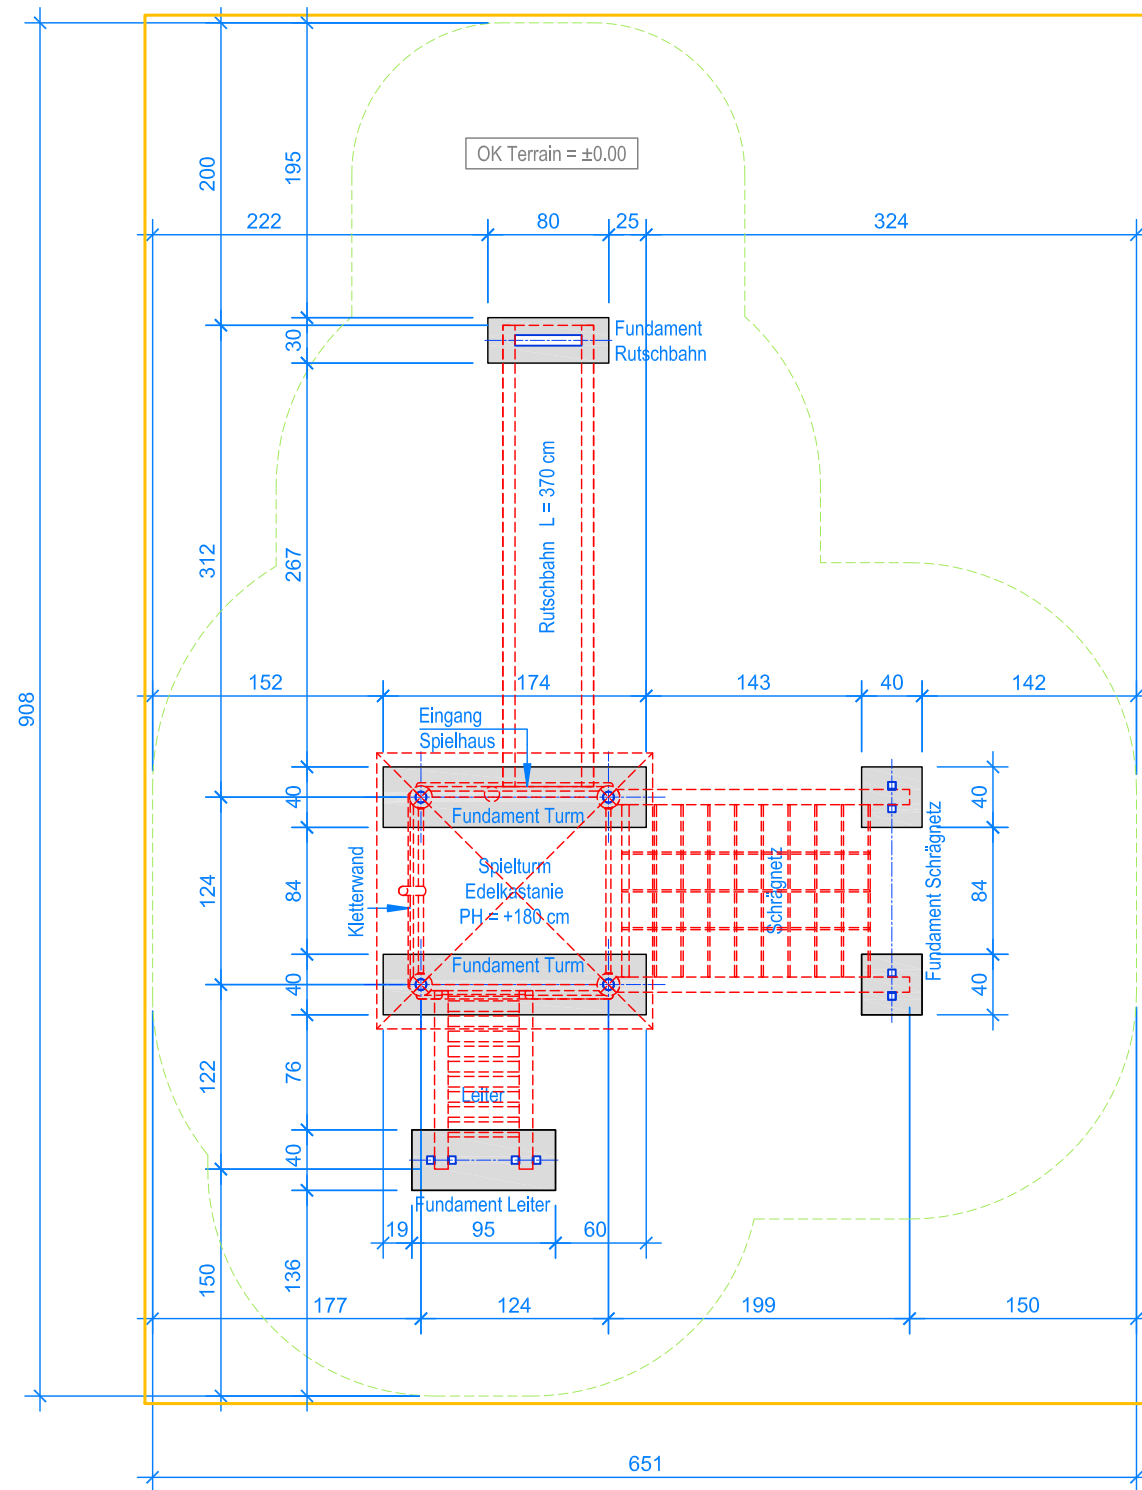 OK Terrain = ±0.00
200
195
222
80
25
324
30
Fundament
Rutschbahn
Rutschbahn L = 370 cm
312
267
908
152
174
143
40
142
Eingang
Spielhaus
40
Fundament Turm
40
Kletterwand
124
84
Spielturm
Edelkastanie
PH = +180 cm
Schrägnetz
Fundament Schrägnetz
84
40
Fundament Turm
40
122
76
Leiter
40
Fundament Leiter
19
95
60
150
136
177
124
199
150
651